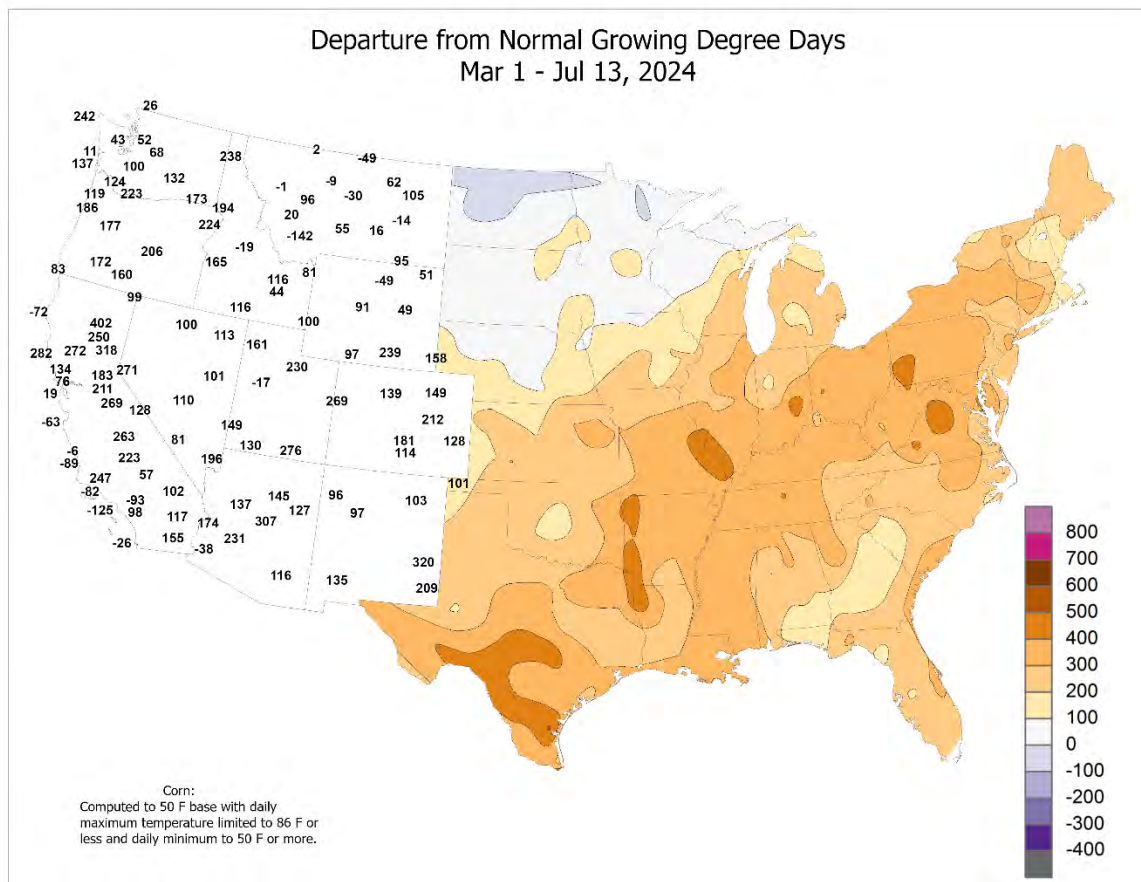 Departure from Normal Growing Degree Days
Mar 1 - Jul 13, 2024
26
242
43 52
11 68
137 100
238 2 -49
124 132
119 223
186 173
194
177 224
-1 -9 62
96 -30 105
20 -14
-142 55 16
206 -19
172 165
160
83
95
116 81 -49 51
44
99
116 100 91 49
-72
402 100
250 113
282 272 318 161
97 239 158
134 183 271
76 211 101 -17 230
19 269 128 110
269 139 149
-63
212
263 81 149
130 276
181 128
114
-6 223
-89 196
247 57
-82
101
-93 102
-125 98 117
137 145
127
307
96 103
97
174
155 231
-26 -38
116 135
320
209
800
700
600
500
400
300
200
100
0
-100
-200
-300
-400
Corn:
Computed to 50 F base with daily
maximum temperature limited to 86 F or
less and daily minimum to 50 F or more.